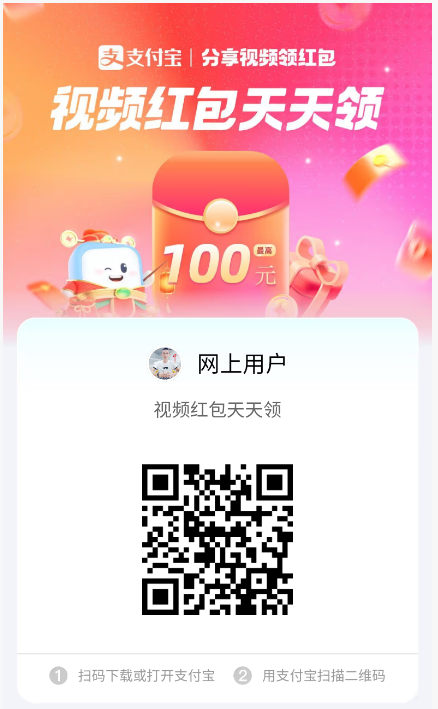 支付宝 | 分享视频领红包
视频红包天天领
100
最高
元
网上用户
视频红包天天领
1 扫码下载或打开支付宝 2 用支付宝扫描二维码